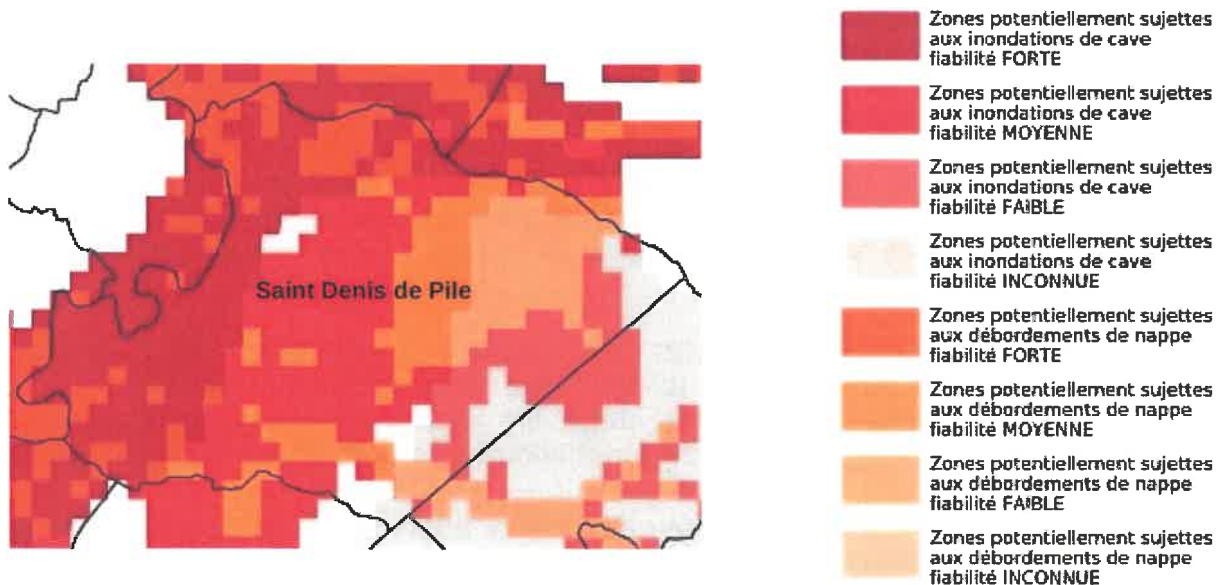 Zones potentiellement sujettes
aux inondations de cave
fiabilité FORTE
Zones potentiellement sujettes
aux inondations de cave
fiabilité MOYENNE
Zones potentiellement sujettes
aux inondations de cave
fiabilité FAIBLE
Zones potentiellement sujettes
aux inondations de cave
fiabilité INCONNUE
Zones potentiellement sujettes
aux débordements de nappe
fiabilité FORTE
Zones potentiellement sujettes
aux débordements de nappe
fiabilité MOYENNE
Zones potentiellement sujettes
aux débordements de nappe
fiabilité FAIBLE
Zones potentiellement sujettes
aux débordements de nappe
fiabilité INCONNUE
Saint Denis de Pile